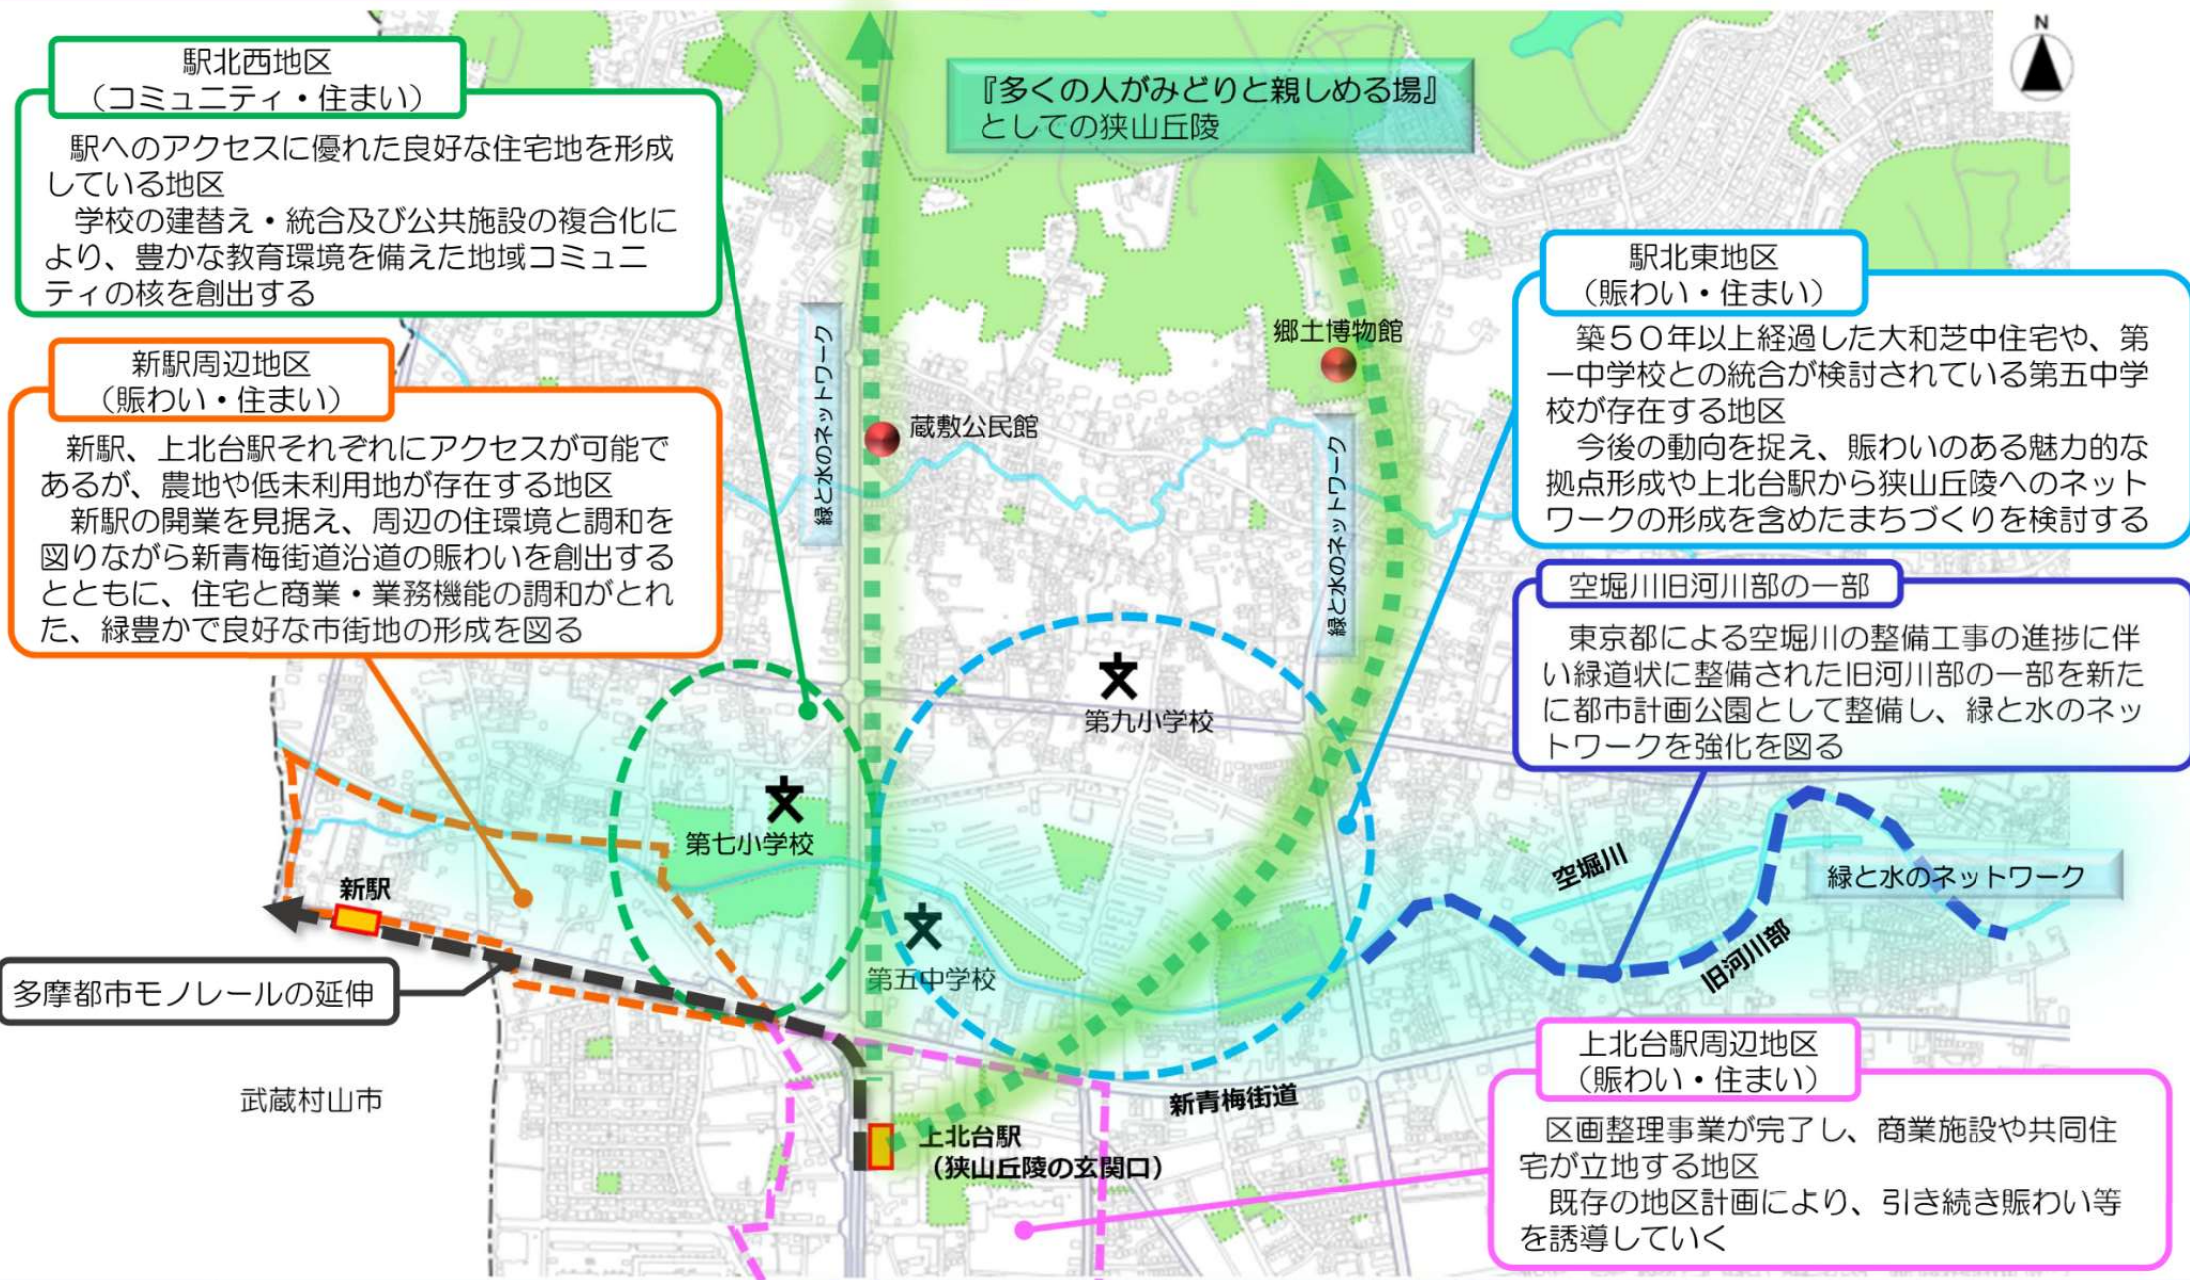 駅北西地区
（コミュニティ・住まい）
駅へのアクセスに優れた良好な住宅地を形成
している地区
学校の建替え・統合及び公共施設の複合化に
より、豊かな教育環境を備えた地域コミュニ
ティの核を創出する
『多くの人がみどりと親しめる場』
としての狭山丘陵
N
新駅周辺地区
（賑わい・住まい）
新駅、上北台駅それぞれにアクセスが可能で
あるが、農地や低未利用地が存在する地区
新駅の開業を見据え、周辺の住環境と調和を
図りながら新青梅街道沿道の賑わいを創出する
とともに、住宅と商業・業務機能の調和がとれ
た、緑豊かで良好な市街地の形成を図る
緑と水のネットワーク
蔵敷公民館
郷土博物館
緑と水のネットワーク
駅北東地区
（賑わい・住まい）
築５０年以上経過した大和芝中住宅や、第
一中学校との統合が検討されている第五中学
校が存在する地区
今後の動向を捉え、賑わいのある魅力的な
拠点形成や上北台駅から狭山丘陵へのネット
ワークの形成を含めたまちづくりを検討する
空堀川旧河川部の一部
東京都による空堀川の整備工事の進捗に伴
い緑道状に整備された旧河川部の一部を新た
に都市計画公園として整備し、緑と水のネッ
トワークを強化を図る
第九小学校
第七小学校
第五中学校
新駅
多摩都市モノレールの延伸
武蔵村山市
空堀川
旧河川部
緑と水のネットワーク
新青梅街道
上北台駅
（狭山丘陵の玄関口）
上北台駅周辺地区
（賑わい・住まい）
区画整理事業が完了し、商業施設や共同住
宅が立地する地区
既存の地区計画により、引き続き賑わい等
を誘導していく